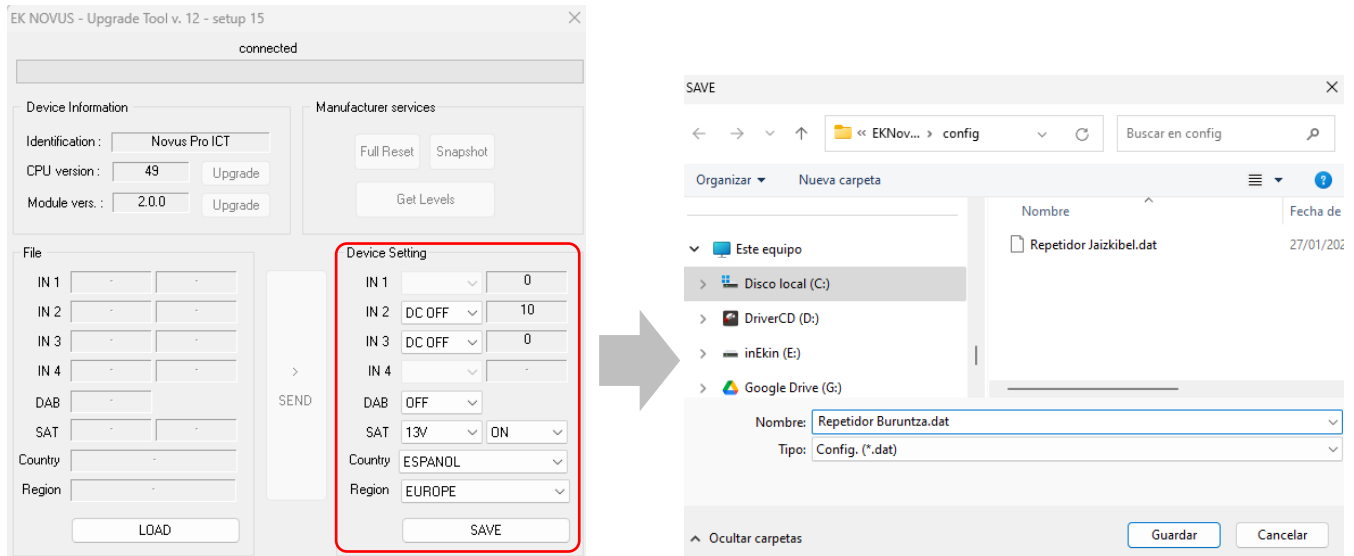 EK NOVUS - Upgrade Tool v. 12 - setup 15
connected
Device Information
Identification : Novus Pro ICT
CPU version : 49 Upgrade
Module vers. : 2.0.0 Upgrade
Manufacturer services
Full Reset Snapshot
Get Levels
File
IN 1 - -
IN 2 - -
IN 3 - -
IN 4 - -
DAB -
SAT - -
Country -
Region -
LOAD
>
SEND
Device Setting
IN 1 0
IN 2 DC OFF 10
IN 3 DC OFF 0
IN 4 -
DAB OFF
SAT 13V ON
Country ESPANOL
Region EUROPE
SAVE
SAVE
« EKNov... > config
Buscar en config
Organizar Nueva carpeta
Nombre Fecha de
Este equipo
Disco local (C:)
DriverCD (D:)
inEkin (E:)
Google Drive (G:)
Repetidor Jaizkibel.dat 27/01/202
Nombre: Repetidor Buruntza.dat
Tipo: Config. (*.dat)
Ocultar carpetas
Guardar Cancelar